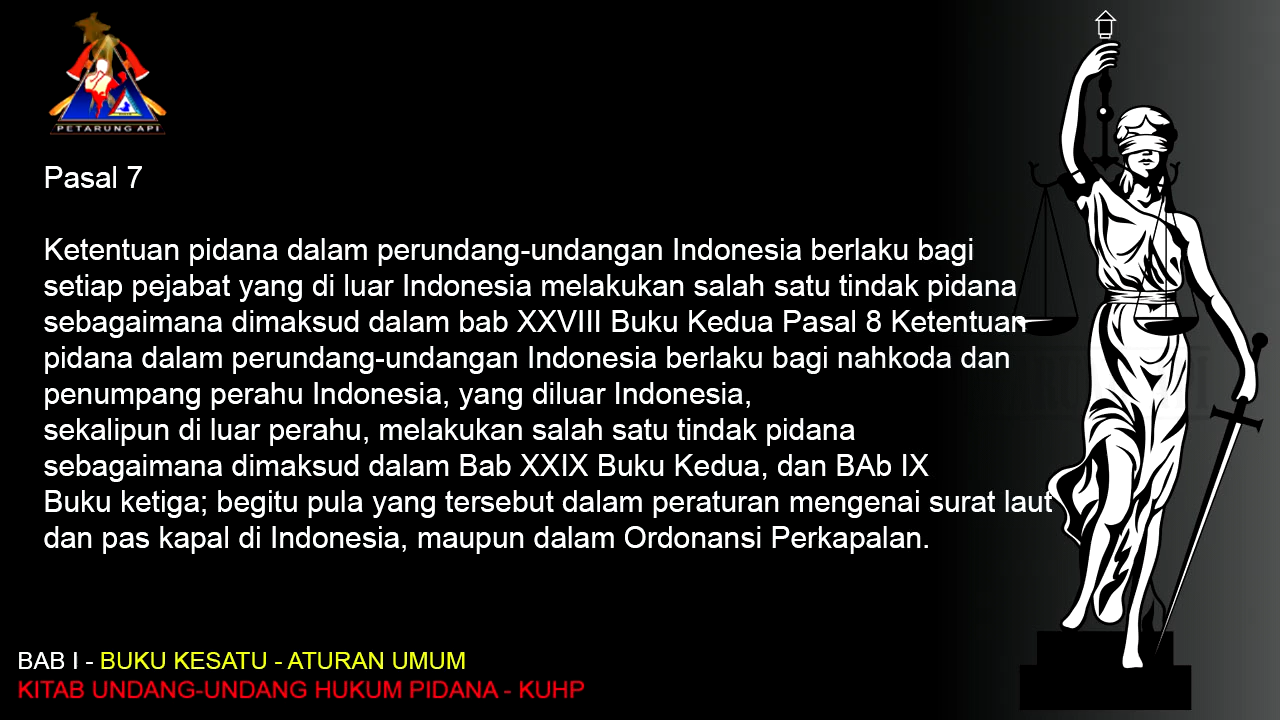 PETARUNG API
Pasal 7
Ketentuan pidana dalam perundang-undangan Indonesia berlaku bagi
setiap pejabat yang di luar Indonesia melakukan salah satu tindak pidana
sebagaimana dimaksud dalam bab XXVIII Buku Kedua Pasal 8 Ketentuan
pidana dalam perundang-undangan Indonesia berlaku bagi nahkoda dan
penumpang perahu Indonesia, yang diluar Indonesia,
sekalipun di luar perahu, melakukan salah satu tindak pidana
sebagaimana dimaksud dalam Bab XXIX Buku Kedua, dan BAb IX
Buku ketiga; begitu pula yang tersebut dalam peraturan mengenai surat laut
dan pas kapal di Indonesia, maupun dalam Ordonansi Perkapalan.
BAB I - BUKU KESATU - ATURAN UMUM
KITAB UNDANG-UNDANG HUKUM PIDANA - KUHP